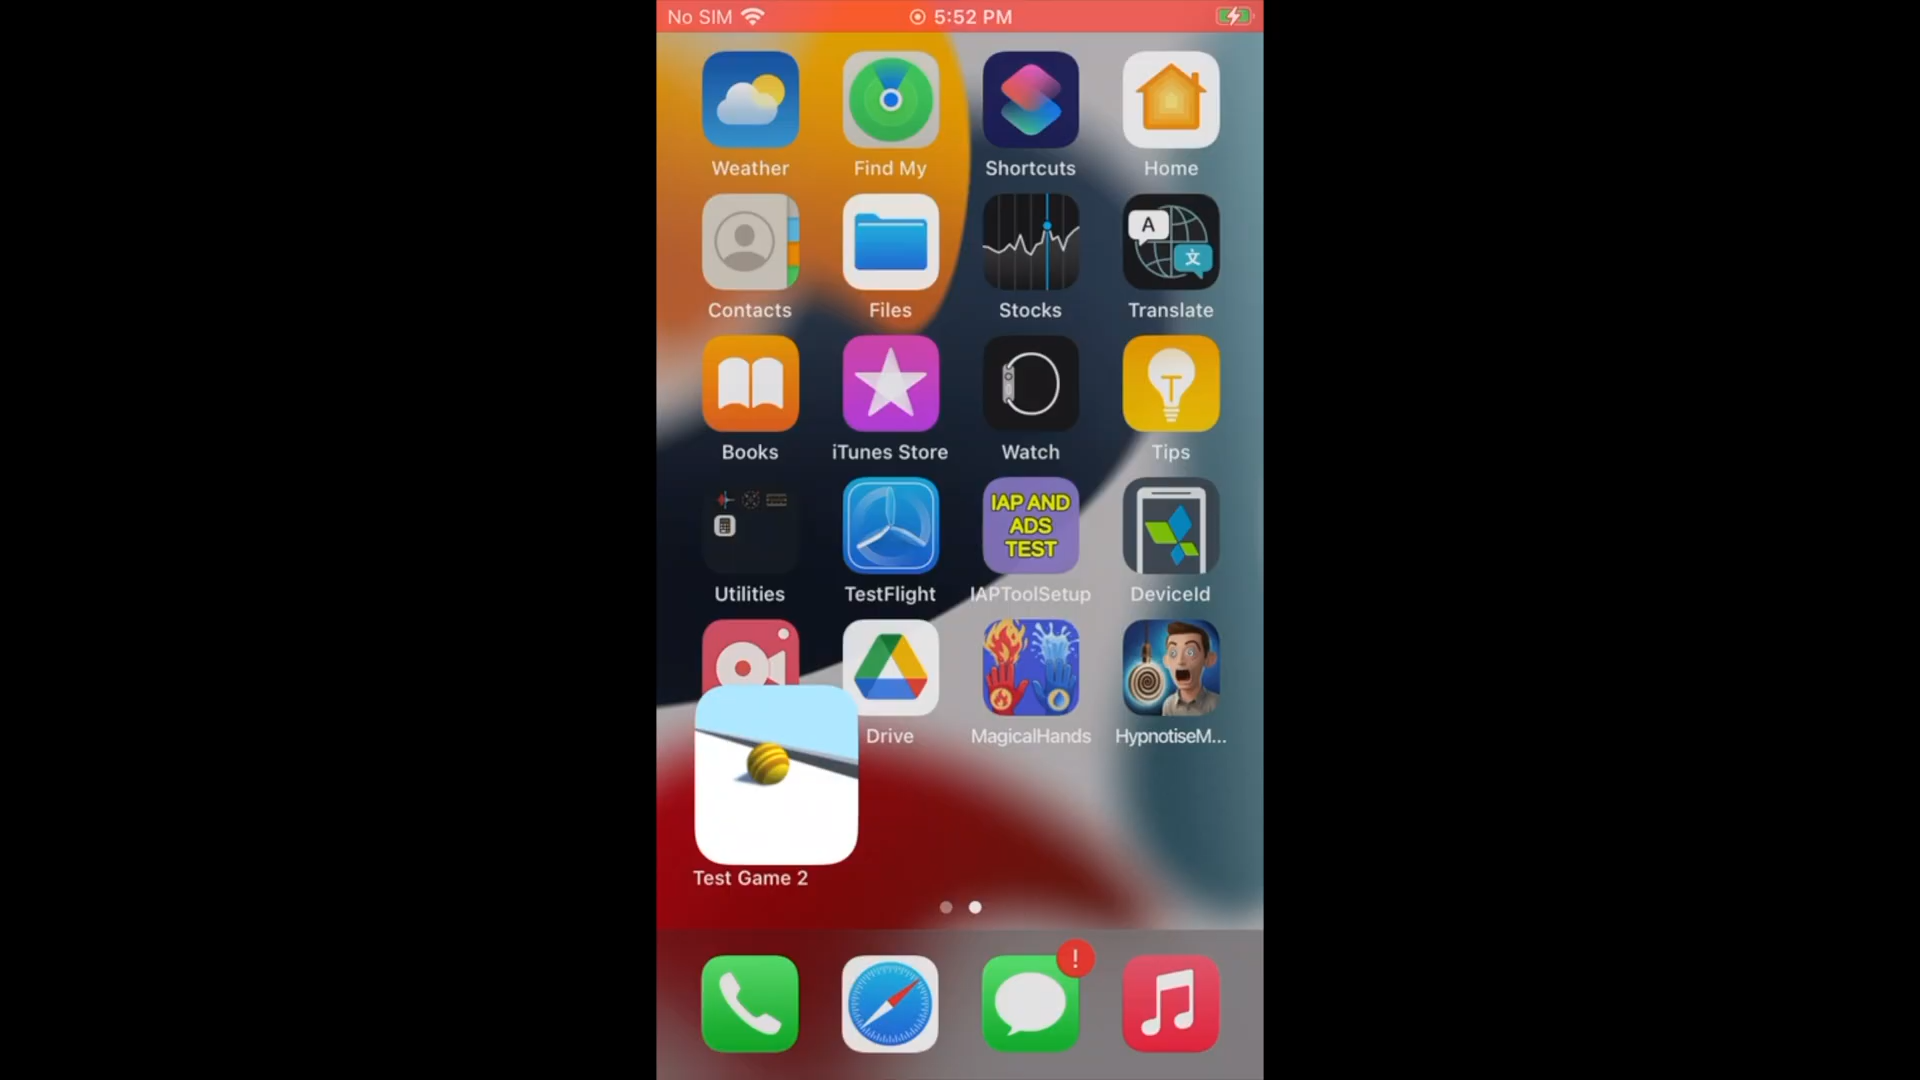 No SIM 5:52 PM
Weather Find My Shortcuts Home
A
文
Contacts Files Stocks Translate
Books iTunes Store Watch Tips
IAP AND
ADS
TEST
Utilities TestFlight IAPToolSetup DeviceId
Drive MagicalHands HypnotiseM...
Test Game 2
!